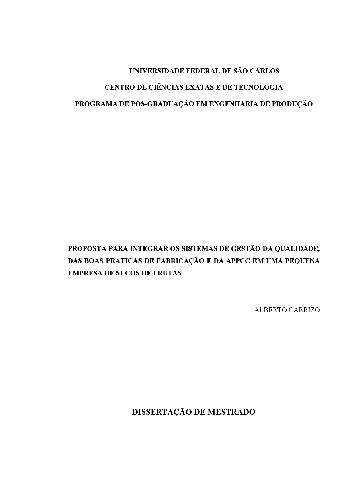 UNIVERSIDADE FEDERAL DE SÃO CARLOS
CENTRO DE CIÊNCIAS EXATAS E DE TECNOLOGIA
PROGRAMA DE PÓS-GRADUAÇÃO EM ENGENHARIA DE PRODUÇÃO
PROPOSTA PARA INTEGRAR OS SISTEMAS DE GESTÃO DA QUALIDADE,
DAS BOAS PRATICAS DE FABRICAÇÃO E DA APPCC EM UMA PEQUENA
EMPRESA DE SUCOS DE FRUTAS
ALBERTO CARRIZO
DISSERTAÇÃO DE MESTRADO